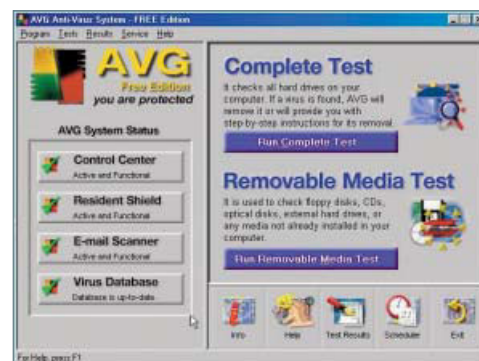 AVG Anti-Virus System - FREE Edition
Program Tests Results Service Help
AVG
Free Edition
you are protected
AVG System Status
Control Center
Active and Functional
Resident Shield
Active and Functional
E-mail Scanner
Active and Functional
Virus Database
Database is up-to-date
Complete Test
It checks all hard drives on your
computer. If a virus is found, AVG will
remove it or will provide you with
step-by-step instructions for its removal.
Run Complete Test
Removable Media Test
It is used to check floppy disks, CDs,
optical disks, external hard drives, or
any media not already installed in your
computer.
Run Removable Media Test
Info Help Test Results Scheduler Exit
For Help, press F1